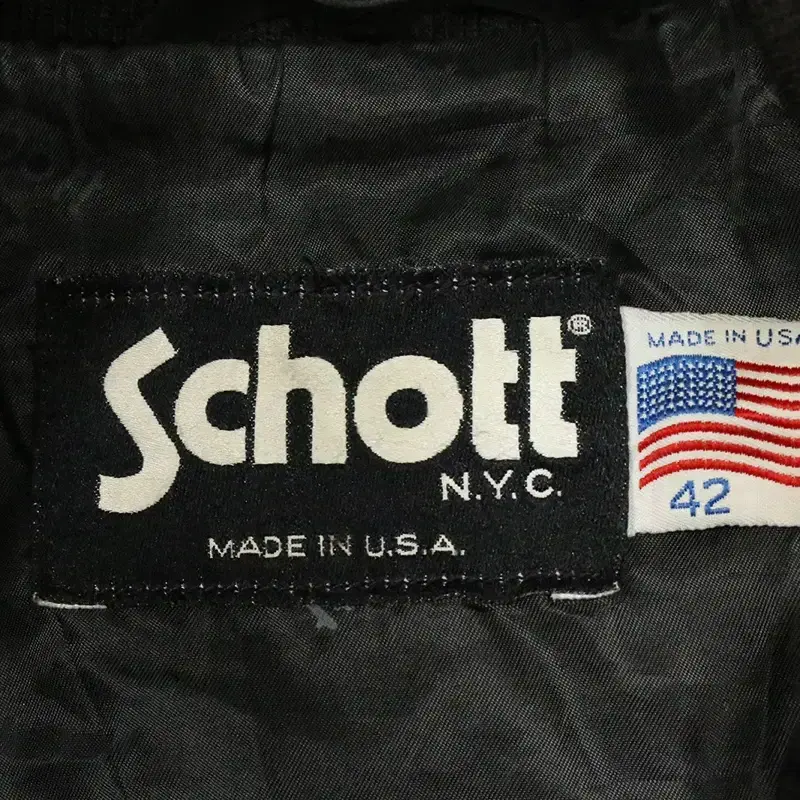 Schott®
N.Y.C.
MADE IN U.S.A.
MADE IN USA
42